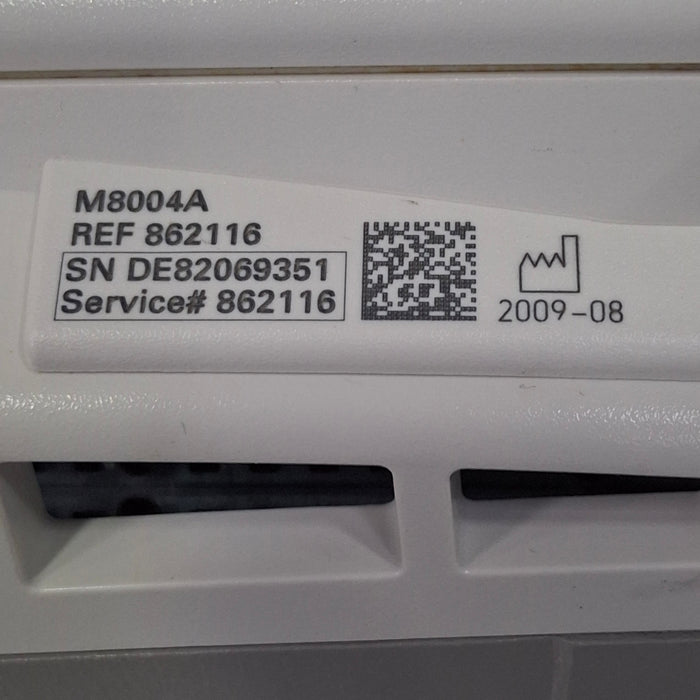 M8004A
REF 862116
SN DE82069351
Service# 862116
2009-08